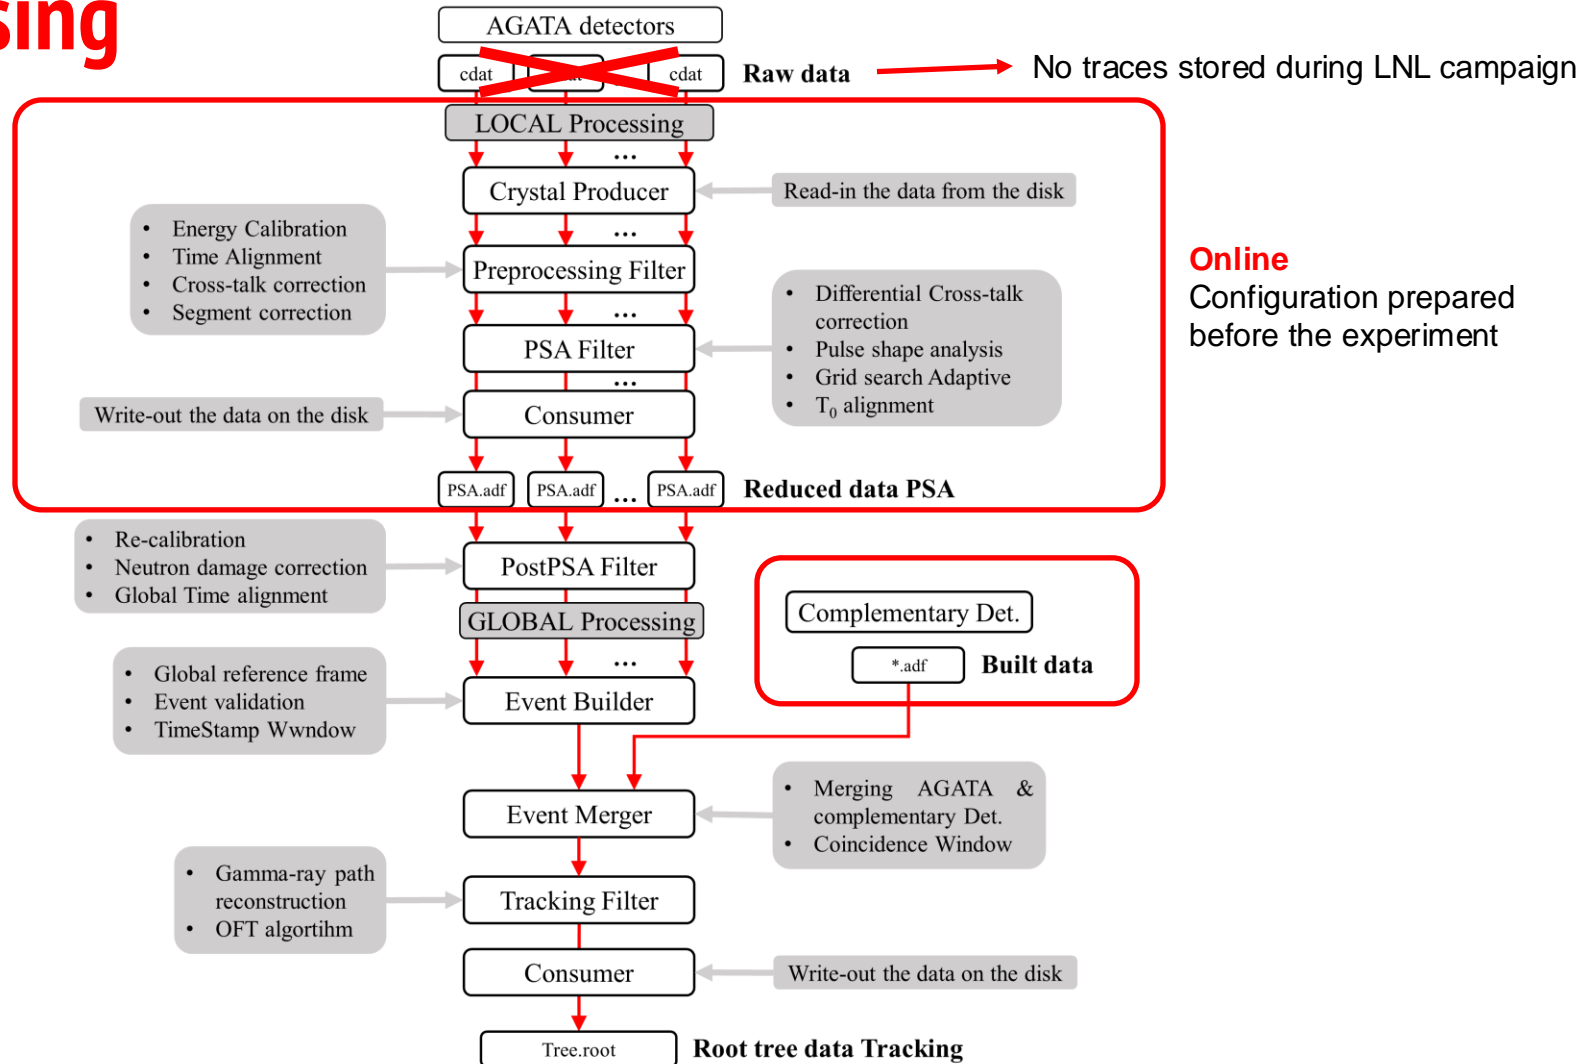 sing
AGATA detectors
cdat
cdat
Raw data
No traces stored during LNL campaign
LOCAL Processing
...
Crystal Producer
Read-in the data from the disk
...
• Energy Calibration
• Time Alignment
• Cross-talk correction
• Segment correction
Preprocessing Filter
...
• Differential Cross-talk
correction
• Pulse shape analysis
• Grid search Adaptive
• T0 alignment
Online
Configuration prepared
before the experiment
PSA Filter
...
Write-out the data on the disk
Consumer
PSA.adf
PSA.adf
...
PSA.adf
Reduced data PSA
• Re-calibration
• Neutron damage correction
• Global Time alignment
PostPSA Filter
GLOBAL Processing
...
Complementary Det.
*.adf
Built data
• Global reference frame
• Event validation
• TimeStamp Wwndow
Event Builder
Event Merger
• Merging AGATA &
complementary Det.
• Coincidence Window
• Gamma-ray path
reconstruction
• OFT algortihm
Tracking Filter
Consumer
Write-out the data on the disk
Tree.root
Root tree data Tracking